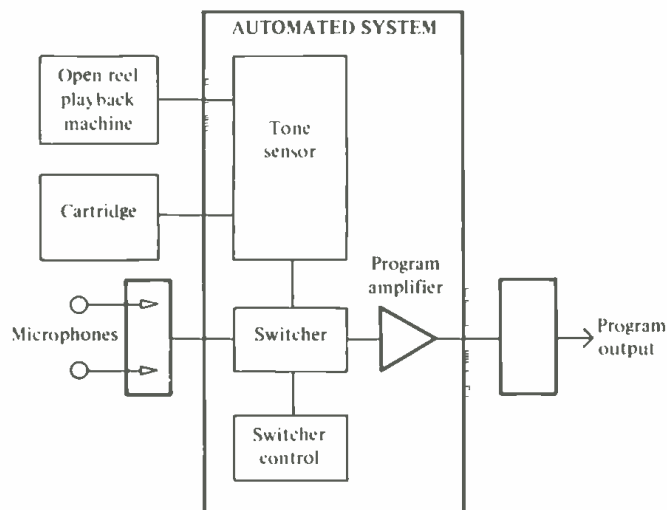 AUTOMATED SYSTEM
Open reel
playback
machine
Tone
sensor
Cartridge
Program
amplifier
Microphones
Switcher
Program
output
Switcher
control